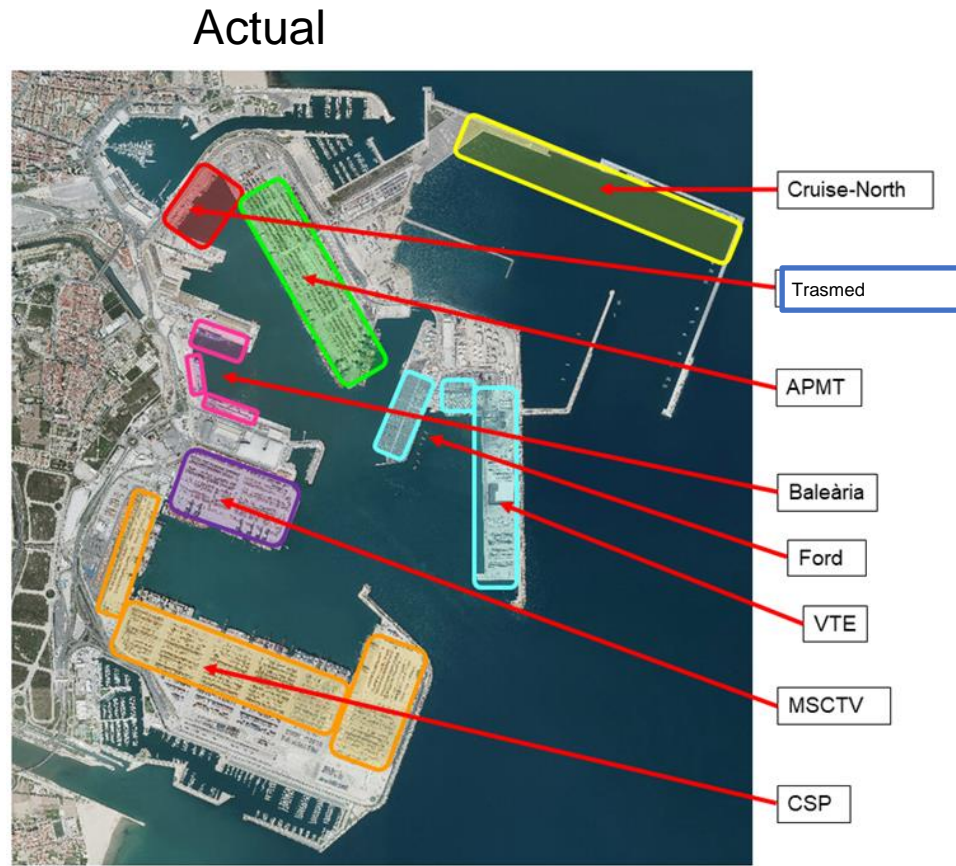 Actual
Cruise-North
Trasmed
APMT
Baleària
Ford
VTE
MSCTV
CSP